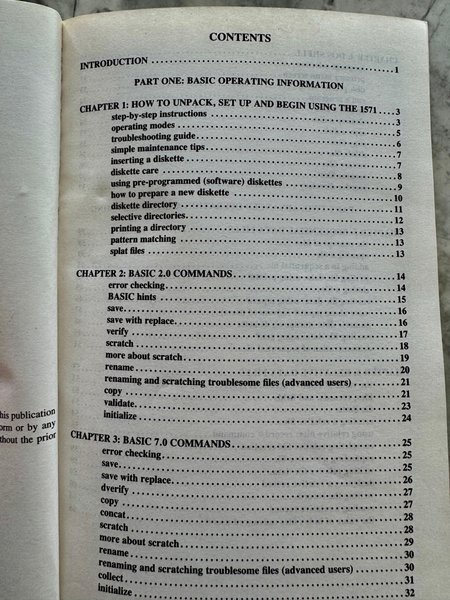 CONTENTS
INTRODUCTION ........ 1
PART ONE: BASIC OPERATING INFORMATION
CHAPTER 1: HOW TO UNPACK, SET UP AND BEGIN USING THE 1571 .... 3
step-by-step instructions ........ 3
operating modes ........ 5
troubleshooting guide ........ 6
simple maintenance tips ........ 7
inserting a diskette ........ 7
diskette care ........ 8
using pre-programmed (software) diskettes ........ 9
how to prepare a new diskette ........ 10
diskette directory ........ 11
selective directories ........ 12
printing a directory ........ 13
pattern matching ........ 13
splat files ........ 13
CHAPTER 2: BASIC 2.0 COMMANDS ........ 14
error checking ........ 14
BASIC hints ........ 15
save ........ 16
save with replace ........ 16
verify ........ 17
scratch ........ 18
more about scratch ........ 19
rename ........ 20
renaming and scratching troublesome files (advanced users) ........ 21
copy ........ 21
validate ........ 23
initialize ........ 24
CHAPTER 3: BASIC 7.0 COMMANDS ........ 25
error checking ........ 25
save ........ 25
save with replace ........ 26
dverify ........ 27
copy ........ 27
concat ........ 28
scratch ........ 28
more about scratch ........ 29
rename ........ 30
renaming and scratching troublesome files (advanced users) ........ 30
collect ........ 31
initialize ........ 32
his publication
orm or by any
thout the prior